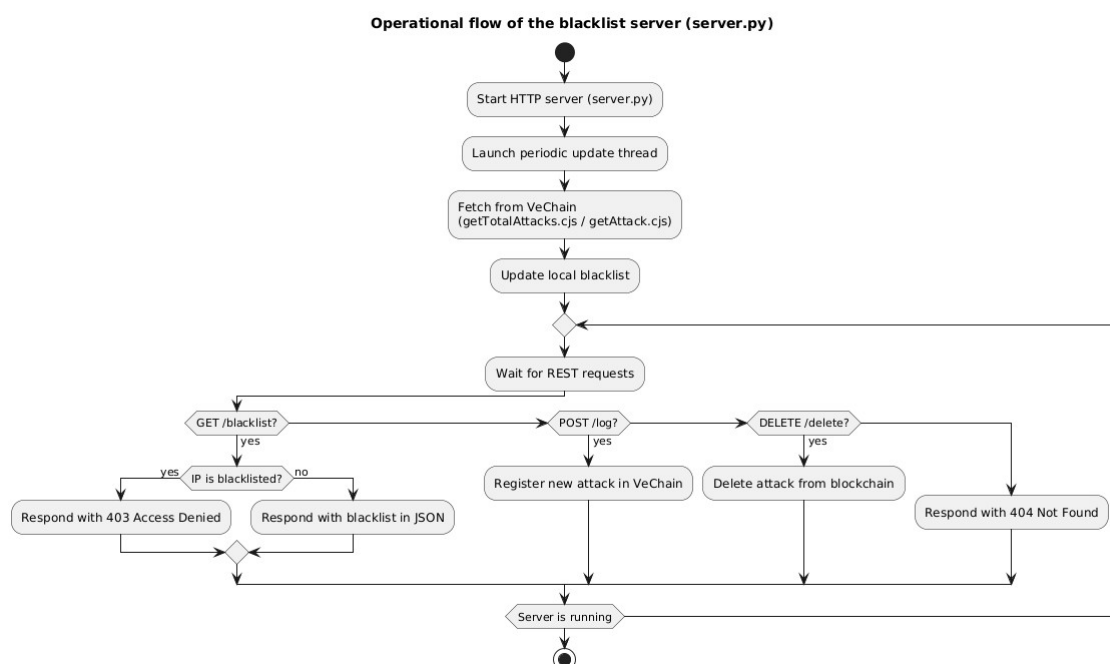 Operational flow of the blacklist server (server.py)
Start HTTP server (server.py)
Launch periodic update thread
Fetch from VeChain
(getTotalAttacks.cjs / getAttack.cjs)
Update local blacklist
Wait for REST requests
GET /blacklist?
POST /log?
DELETE /delete?
yes
yes
yes
yes
IP is blacklisted?
no
Register new attack in VeChain
Delete attack from blockchain
Respond with 403 Access Denied
Respond with blacklist in JSON
Respond with 404 Not Found
Server is running